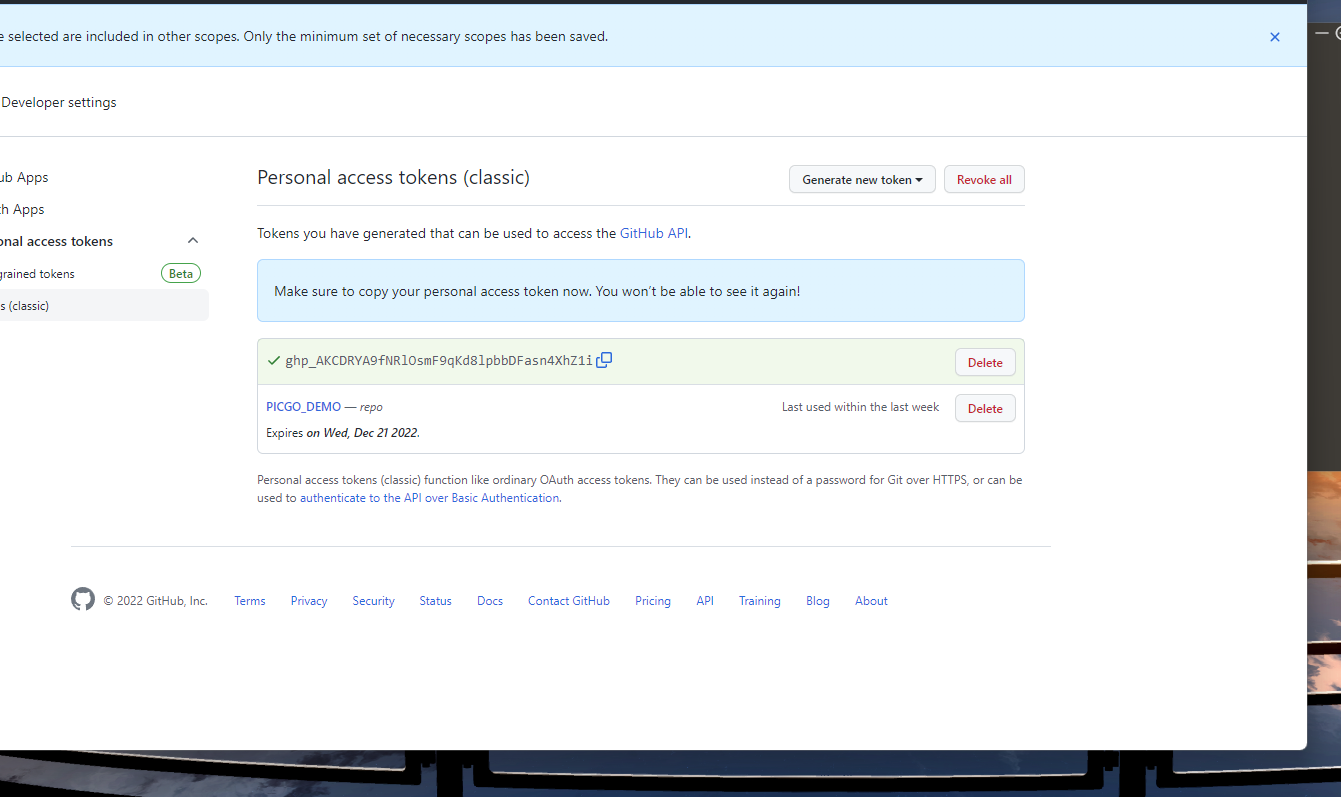 e selected are included in other scopes. Only the minimum set of necessary scopes has been saved.
Developer settings
ub Apps
h Apps
onal access tokens
grained tokens Beta
s (classic)
Personal access tokens (classic)
Generate new token
Revoke all
Tokens you have generated that can be used to access the GitHub API.
Make sure to copy your personal access token now. You won't be able to see it again!
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
Delete
PICGO_DEMO — repo
Last used within the last week
Delete
Expires on Wed, Dec 21 2022.
Personal access tokens (classic) function like ordinary OAuth access tokens. They can be used instead of a password for Git over HTTPS, or can be
used to authenticate to the API over Basic Authentication.
© 2022 GitHub, Inc. Terms Privacy Security Status Docs Contact GitHub Pricing API Training Blog About